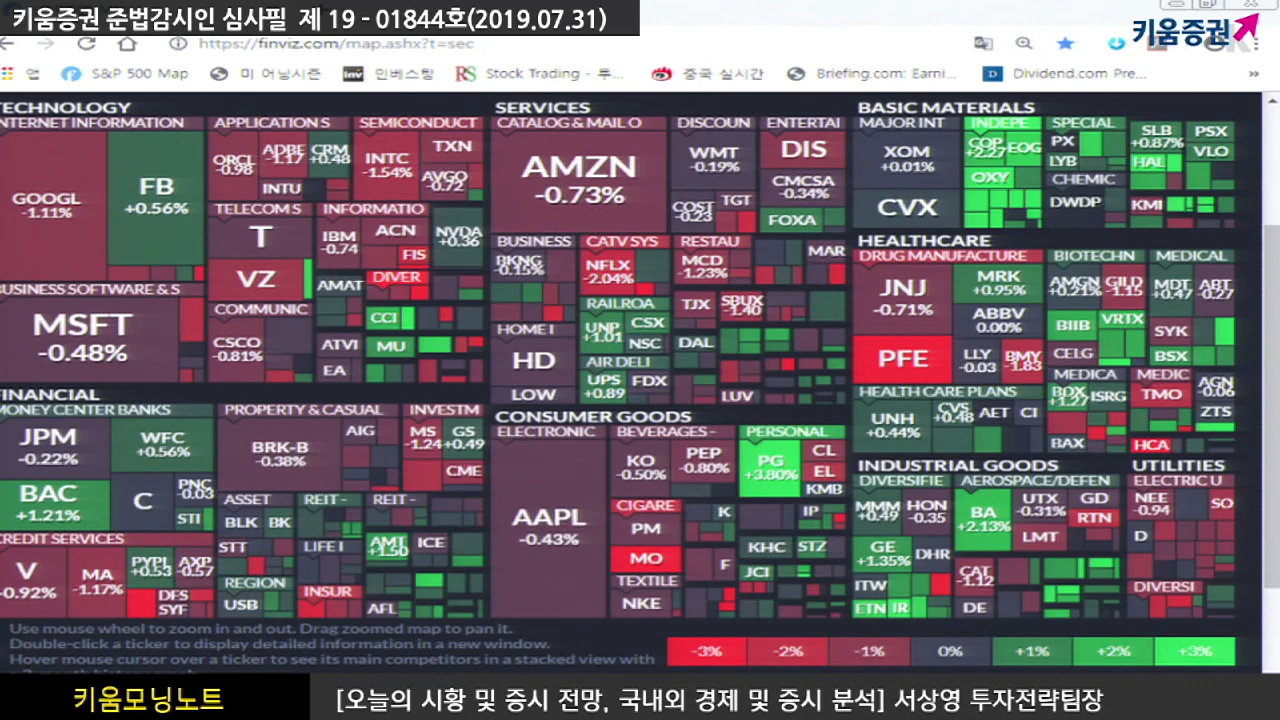 키움증권 준법감시인 심사필 제 19 - 01844호(2019.07.31)
키움증권
https://finviz.com/map.ashx?t=sec
앱 S&P 500 Map 미 어닝시즌 Inv 인베스팅 RS Stock Trading - 투... 중국 실시간 Briefing.com: Earni... D Dividend.com Pre... »
TECHNOLOGY
INTERNET INFORMATION
GOOGL
-1.11%
FB
+0.56%
APPLICATION S
ORCL
-0.98
ADBE
-1.17
CRM
+0.48
INTU
SEMICONDUCT
INTC
-1.54%
TXN
AVGO
-0.72
TELECOM S
T
VZ
INFORMATIO
IBM
-0.74
ACN
FIS
NVDA
+0.36
AMAT
DIVER
BUSINESS SOFTWARE & S
MSFT
-0.48%
COMMUNIC
CSCO
-0.81%
CCI
ATVI
MU
EA
SERVICES
CATALOG & MAIL O
AMZN
-0.73%
DISCOUN
WMT
-0.19%
COST
-0.23
TGT
ENTERTAI
DIS
CMCSA
-0.34%
FOXA
BUSINESS
BKNG
-0.15%
CATV SYS
NFLX
-2.04%
RESTAU
MCD
-1.23%
MAR
RAILROA
UNP
+1.01
CSX
NSC
TJX
SBUX
-1.40
HOME I
HD
LOW
AIR DELI
UPS
+0.89
FDX
DAL
LUV
BASIC MATERIALS
MAJOR INT
XOM
+0.01%
CVX
INDEPE
COP
+2.27
EOG
OXY
SPECIAL
PX
LYB
CHEMIC
DWDP
SLB
+0.87%
HAL
KMI
PSX
VLO
HEALTHCARE
DRUG MANUFACTURE
JNJ
-0.71%
MRK
+0.95%
ABBV
0.00%
PFE
LLY
-0.03
BMY
-1.83
BIOTECHN
AMGN
+0.21%
GILD
-1.15
BIIB
VRTX
CELG
MEDICAL
MDT
+0.47
ABT
-0.27
SYK
BSX
HEALTH CARE PLANS
UNH
+0.44%
CVS
+0.48
AET
CI
MEDICA
BDX
+1.27
ISRG
BAX
MEDIC
TMO
AGN
-0.06
ZTS
HCA
FINANCIAL
MONEY CENTER BANKS
JPM
-0.22%
WFC
+0.56%
BAC
+1.21%
C
PNC
-0.03
STI
PROPERTY & CASUAL
BRK-B
-0.38%
AIG
INVESTM
MS
-1.24
GS
+0.49
CME
CREDIT SERVICES
V
-0.92%
MA
-1.17%
PYPL
+0.53
AXP
-0.57
DFS
SYF
ASSET
BLK
BK
STT
REIT -
LIFE I
REIT -
AMT
+1.50
ICE
REGION
USB
INSUR
AFL
CONSUMER GOODS
ELECTRONIC
AAPL
-0.43%
BEVERAGES -
KO
-0.50%
PEP
-0.80%
PERSONAL
PG
+3.80%
CL
EL
KMB
CIGARE
PM
MO
K
IP
TEXTILE
NKE
F
KHC
STZ
JCI
INDUSTRIAL GOODS
DIVERSIFIE
MMM
+0.49
HON
-0.35
GE
+1.35%
DHR
ITW
ETN
IR
AEROSPACE/DEFEN
BA
+2.13%
UTX
-0.31%
GD
RTN
LMT
CAT
-1.12
DE
UTILITIES
ELECTRIC U
NEE
-0.94
SO
D
DIVERSI
Use mouse wheel to zoom in and out. Drag zoomed map to pan it.
Double-click a ticker to display detailed information in a new window.
Hover mouse cursor over a ticker to see its main competitors in a stacked view with
-3% -2% -1% 0% +1% +2% +3%
키움모닝노트
[오늘의 시황 및 증시 전망, 국내외 경제 및 증시 분석] 서상영 투자전략팀장